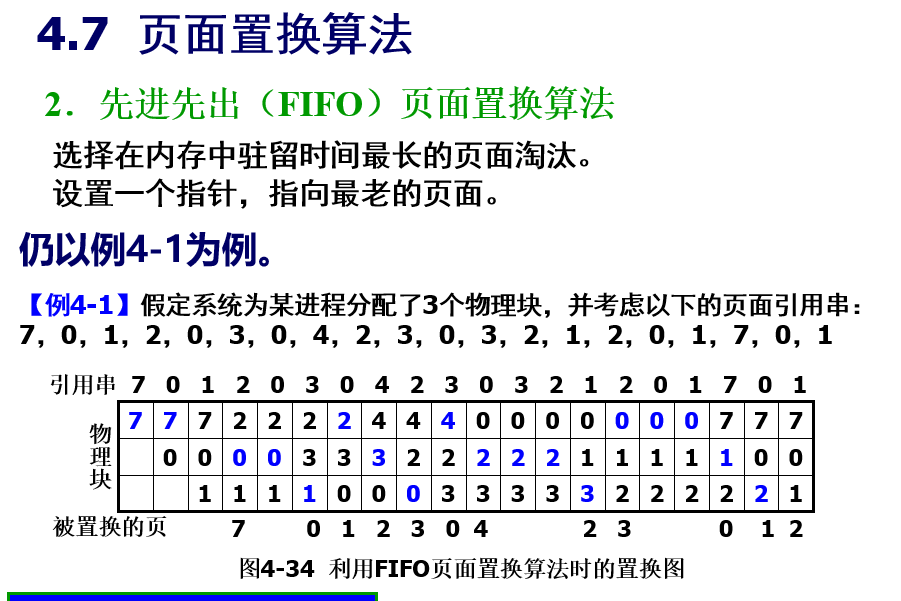 4.7 页面置换算法
2．先进先出（FIFO）页面置换算法
选择在内存中驻留时间最长的页面淘汰。
设置一个指针，指向最老的页面。
仍以例4-1为例。
【例4-1】假定系统为某进程分配了3个物理块，并考虑以下的页面引用串：
7，0，1，2，0，3，0，4，2，3，0，3，2，1，2，0，1，7，0，1
引用串 7 0 1 2 0 3 0 4 2 3 0 3 2 1 2 0 1 7 0 1
物理块
7 7 7 2 2 2 2 4 4 4 0 0 0 0 0 0 0 7 7 7
0 0 0 0 3 3 3 2 2 2 2 2 1 1 1 1 1 0 0
1 1 1 1 0 0 0 3 3 3 3 3 2 2 2 2 2 1
被置换的页 7 0 1 2 3 0 4 2 3 0 1 2
图4-34 利用FIFO页面置换算法时的置换图